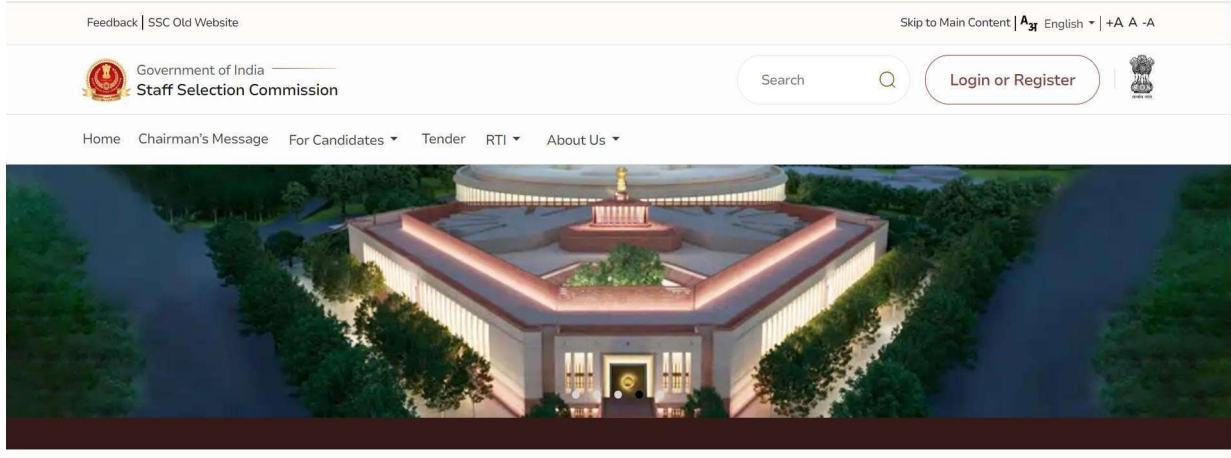 Feedback | SSC Old Website
Skip to Main Content | Aअ English | +A A -A
Government of India
Staff Selection Commission
Search
Login or Register
Home Chairman's Message For Candidates Tender RTI About Us